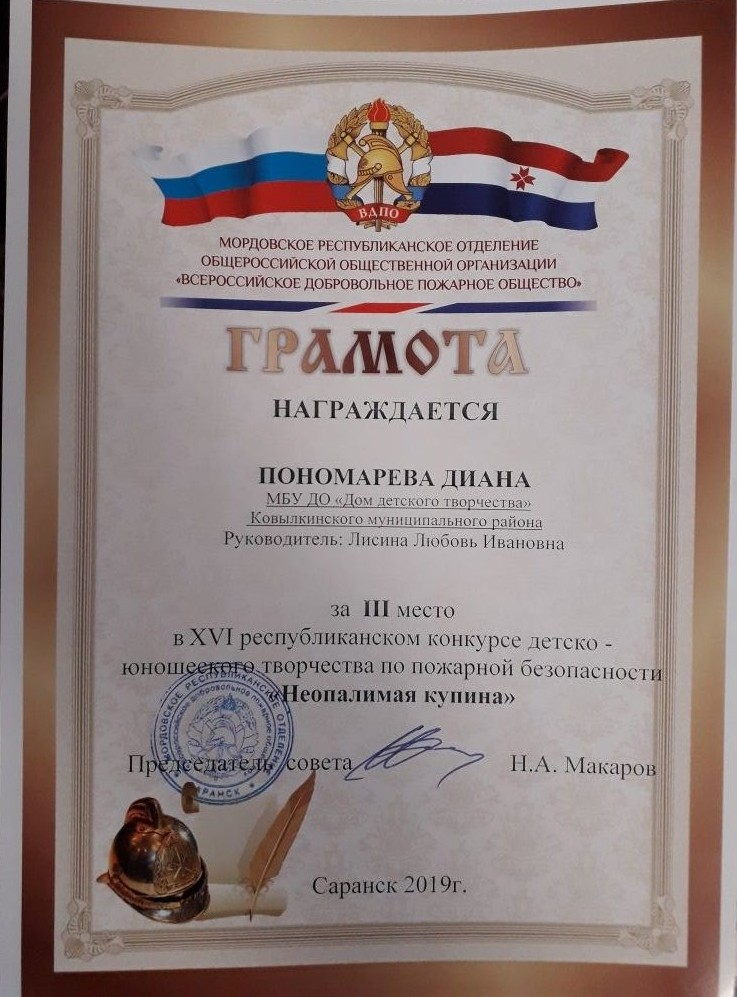 ВДПО
МОРДОВСКОЕ РЕСПУБЛИКАНСКОЕ ОТДЕЛЕНИЕ
ОБЩЕРОССИЙСКОЙ ОБЩЕСТВЕННОЙ ОРГАНИЗАЦИИ
«ВСЕРОССИЙСКОЕ ДОБРОВОЛЬНОЕ ПОЖАРНОЕ ОБЩЕСТВО»
ГРАМОТА
НАГРАЖДАЕТСЯ
ПОНОМАРЕВА ДИАНА
МБУ ДО «Дом детского творчества»
Ковылкинского муниципального района
Руководитель: Лисина Любовь Ивановна
за III место
в XVI республиканском конкурсе детско -
юношеского творчества по пожарной безопасности
«Неопалимая купина»
МОРДОВСКОЕ РЕСПУБЛИКАНСКОЕ ОТДЕЛЕНИЕ
САРАНСК
Председатель совета Н.А. Макаров
Саранск 2019г.